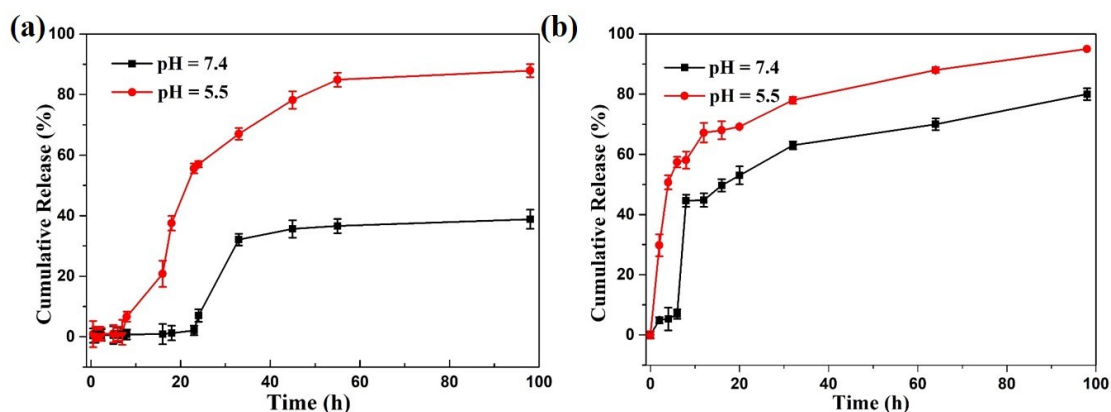 (a)
100
80
60
40
20
0
Cumulative Release (%)
pH = 7.4
pH = 5.5
0 20 40 60 80 100
Time (h)
(b)
100
80
60
40
20
0
Cumulative Release (%)
pH = 7.4
pH = 5.5
0 20 40 60 80 100
Time (h)